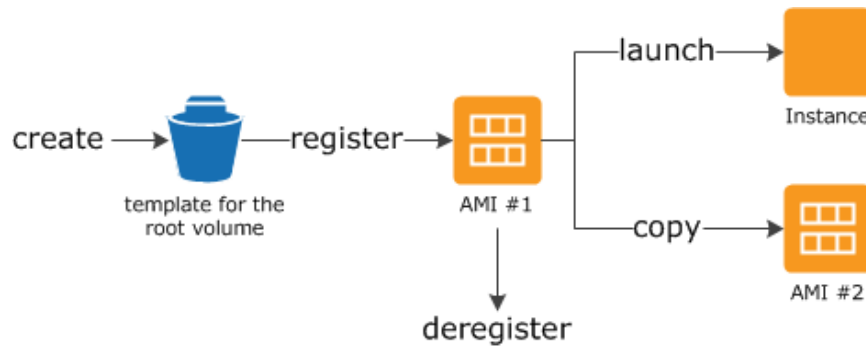 launch
Instance
create
register
template for the
root volume
AMI #1
copy
AMI #2
deregister